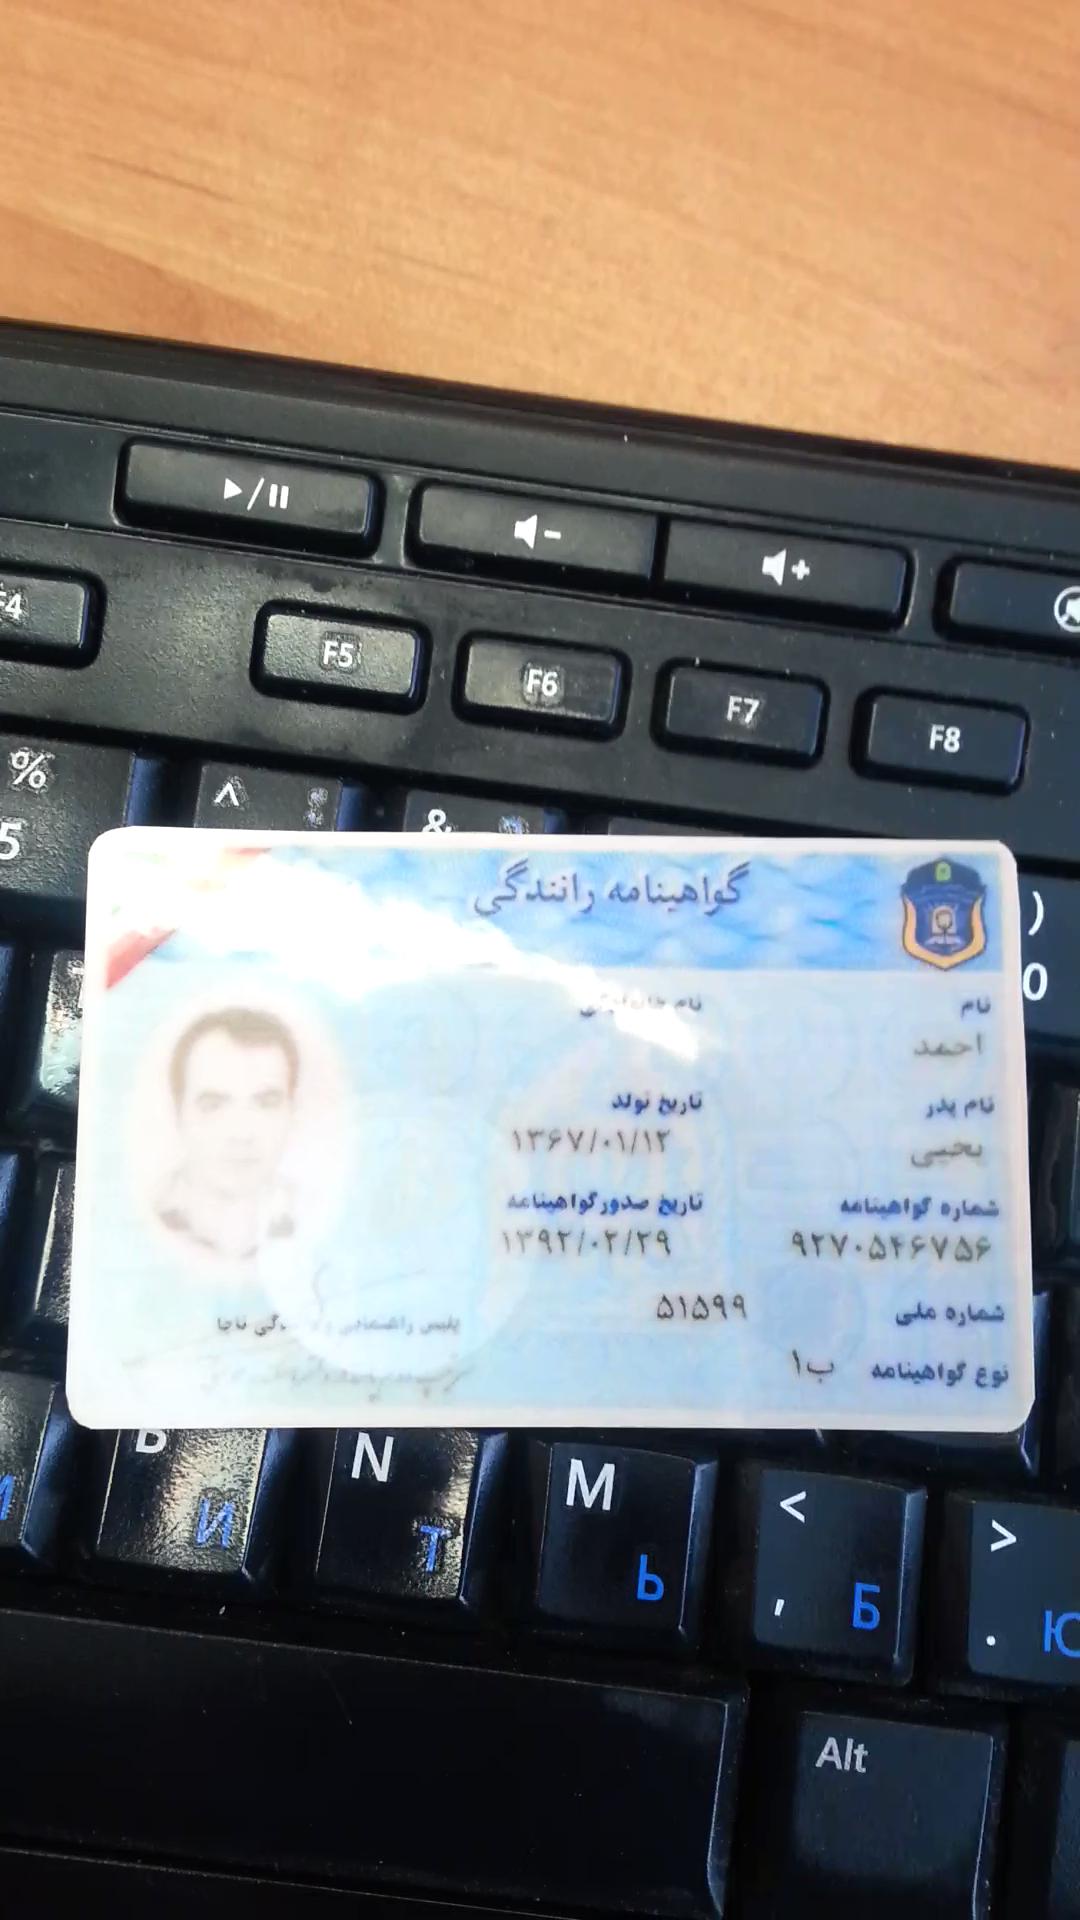 ▶/II
-
+
F4
F5
F6
F7
F8
%
^
5
&
)
0
گواهینامه رانندگی
نام
احمد
نام خانوادگی
نام پدر
یحیی
تاریخ تولد
۱۳۶۷/۰۱/۱۲
شماره گواهینامه
۹۲۷۰۵۴۶۷۵۶
تاریخ صدور گواهینامه
۱۳۹۲/۰۲/۲۹
شماره ملی
۵۱۵۹۹
نوع گواهینامه ب۱
پلیس راهنمایی و رانندگی ناجا
B
И
N
Т
M
Ь
<
,
Б
>
.
Ю
Alt